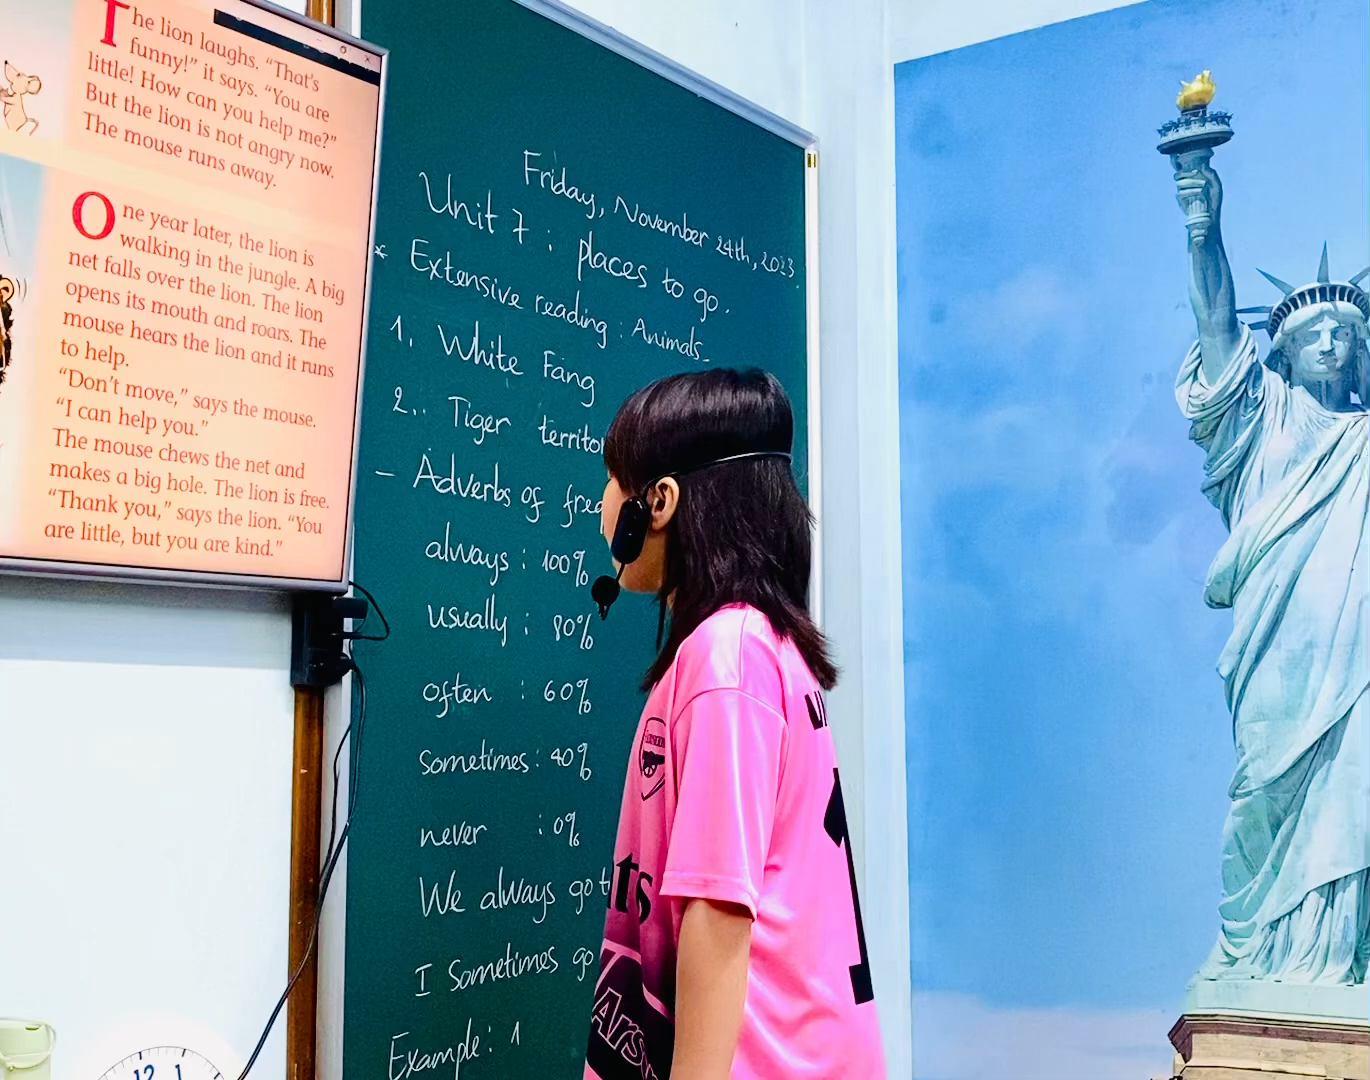 The lion laughs. “That’s
funny!” it says. “You are
little! How can you help me?”
But the lion is not angry now.
The mouse runs away.
One year later, the lion is
walking in the jungle. A big
net falls over the lion. The lion
opens its mouth and roars. The
mouse hears the lion and it runs
to help.
“Don’t move,” says the mouse.
“I can help you.”
The mouse chews the net and
makes a big hole. The lion is free.
“Thank you,” says the lion. “You
are little, but you are kind.”
Friday, November 24th, 2023
Unit 7 : places to go.
* Extensive reading : Animals.
1. White Fang
2.. Tiger
- Adverbs of
always : 100%
usually : 80%
often : 60%
sometimes : 40%
never : 0%
We always go
I sometimes go
Example : 1
1
12 1